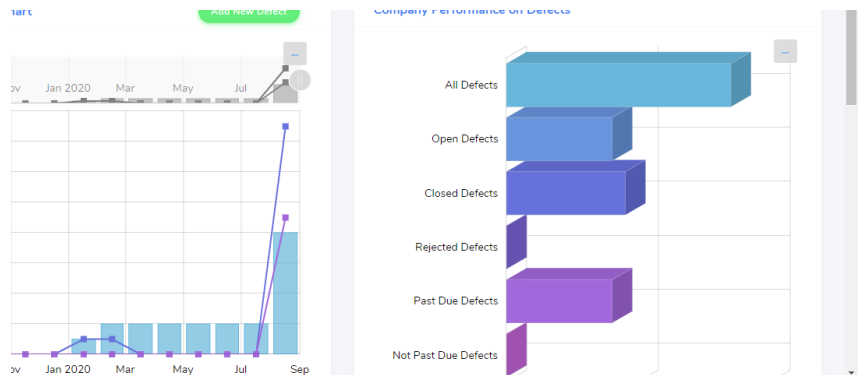 Add New Defect
...
ov Jan 2020 Mar May Jul
ov Jan 2020 Mar May Jul Sep
Company Performance on Defects
...
All Defects
Open Defects
Closed Defects
Rejected Defects
Past Due Defects
Not Past Due Defects